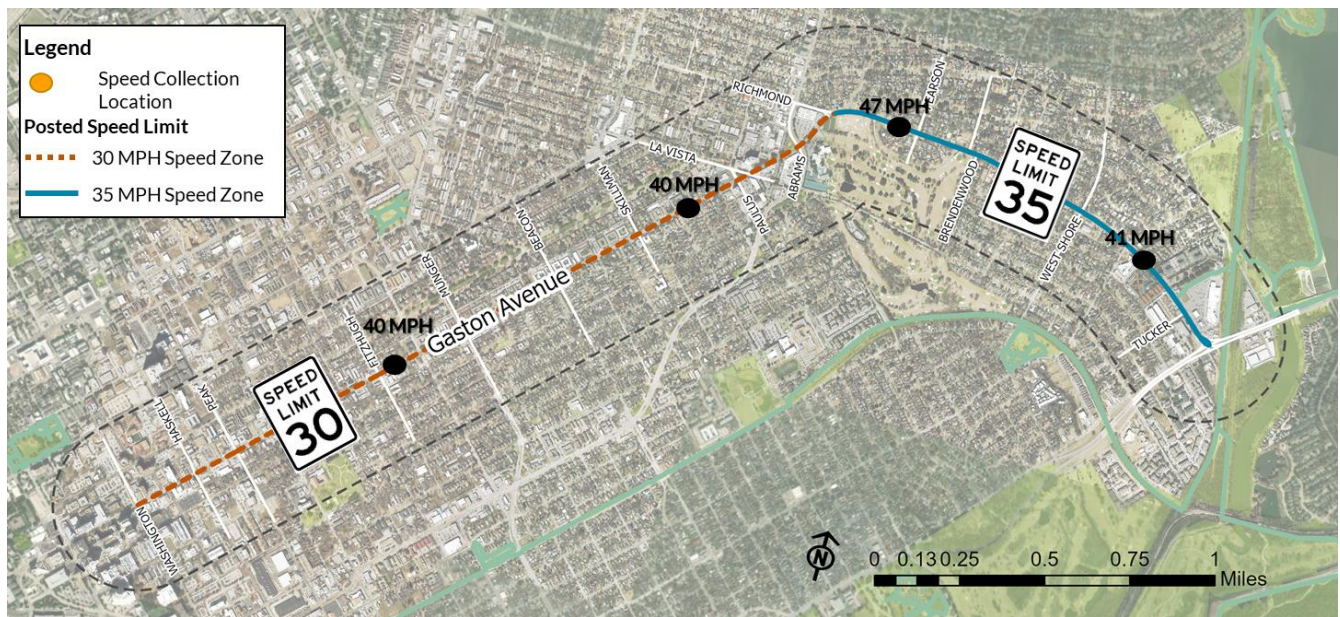 Legend
Speed Collection
Location
Posted Speed Limit
30 MPH Speed Zone
35 MPH Speed Zone
RICHMOND
47 MPH
LA VISTA
ABRAMS
SPEED
LIMIT
35
40 MPH
SKILLMAN
PAULUS
BRENDENWOOD
WEST SHORE
41 MPH
BEACON
MUNGER
Gaston Avenue
FITZHUGH
40 MPH
TUCKER
SPEED
LIMIT
30
PEAK
HASKELL
WASHINGTON
N
0 0.13 0.25 0.5 0.75 1
Miles